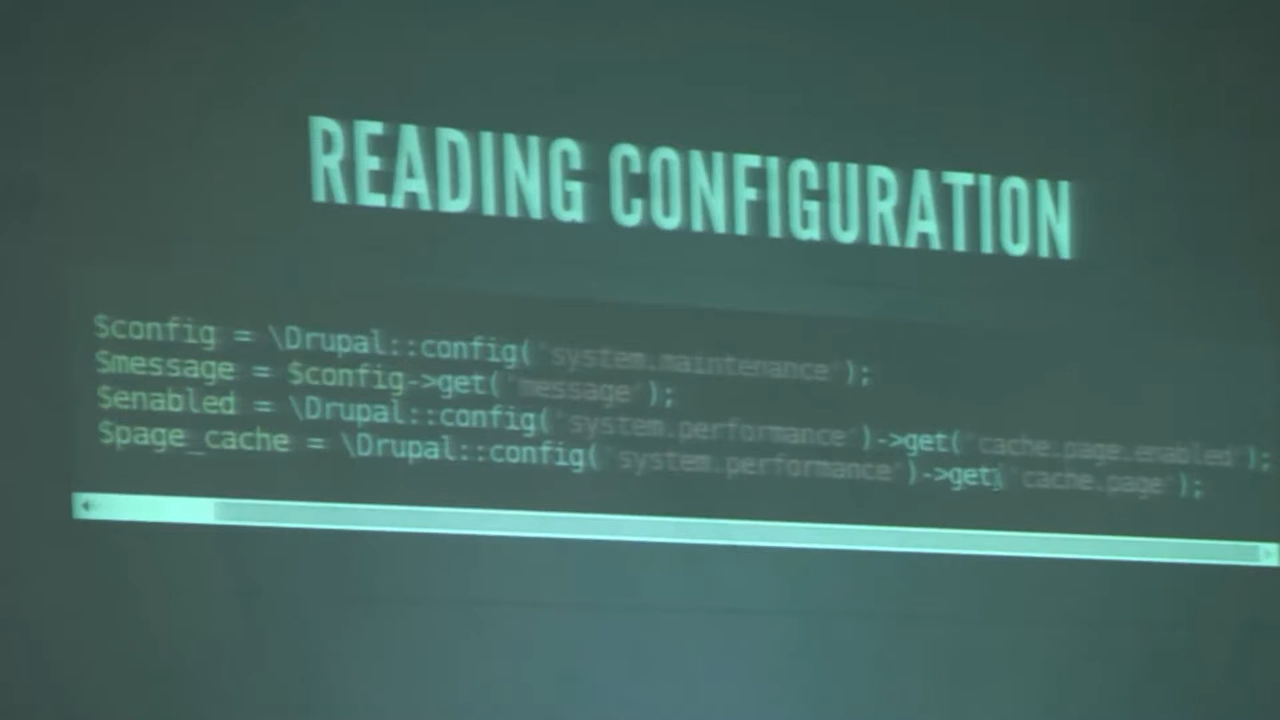 READING CONFIGURATION
$config = \Drupal::config('system.maintenance');
$message = $config->get('message');
$enabled = \Drupal::config('system.performance')->get('cache.page.enabled');
$page_cache = \Drupal::config('system.performance')->get('cache.page');